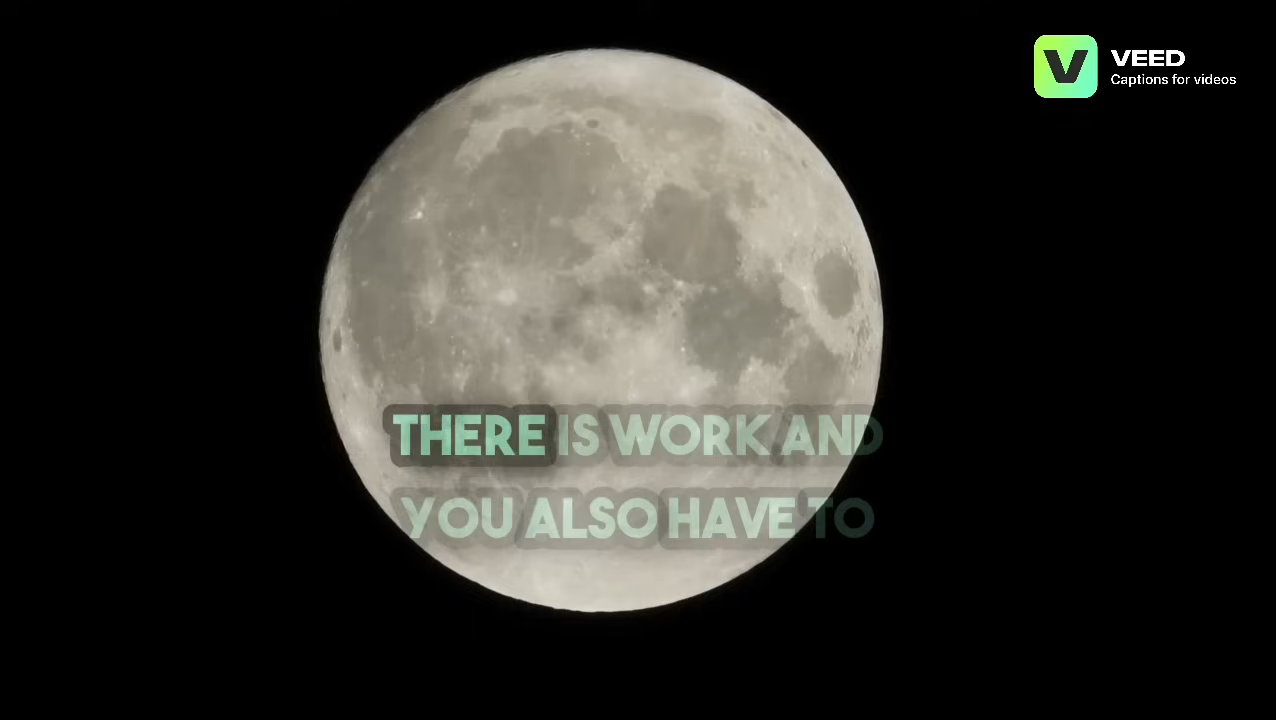 VEED
Captions for videos
THERE IS WORK AND
YOU ALSO HAVE TO